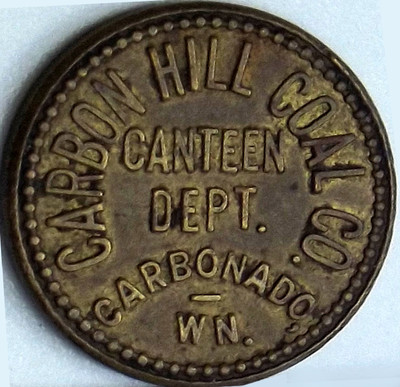 CARBON HILL COAL CO.
CANTEEN
DEPT.
CARBONADO,
WN.